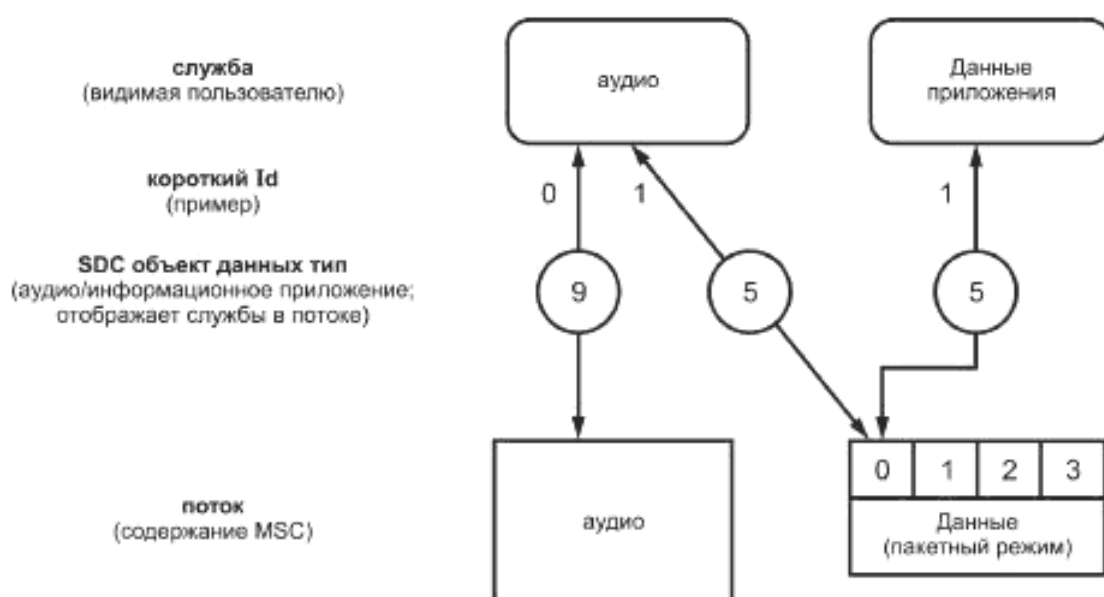 служба
(видимая пользователю)
аудио
Данные
приложения
короткий Id
(пример)
0
1
1
SDC объект данных тип
(аудио/информационное приложение;
отображает службы в потоке)
9
5
5
поток
(содержание MSC)
аудио
0 1 2 3
Данные
(пакетный режим)